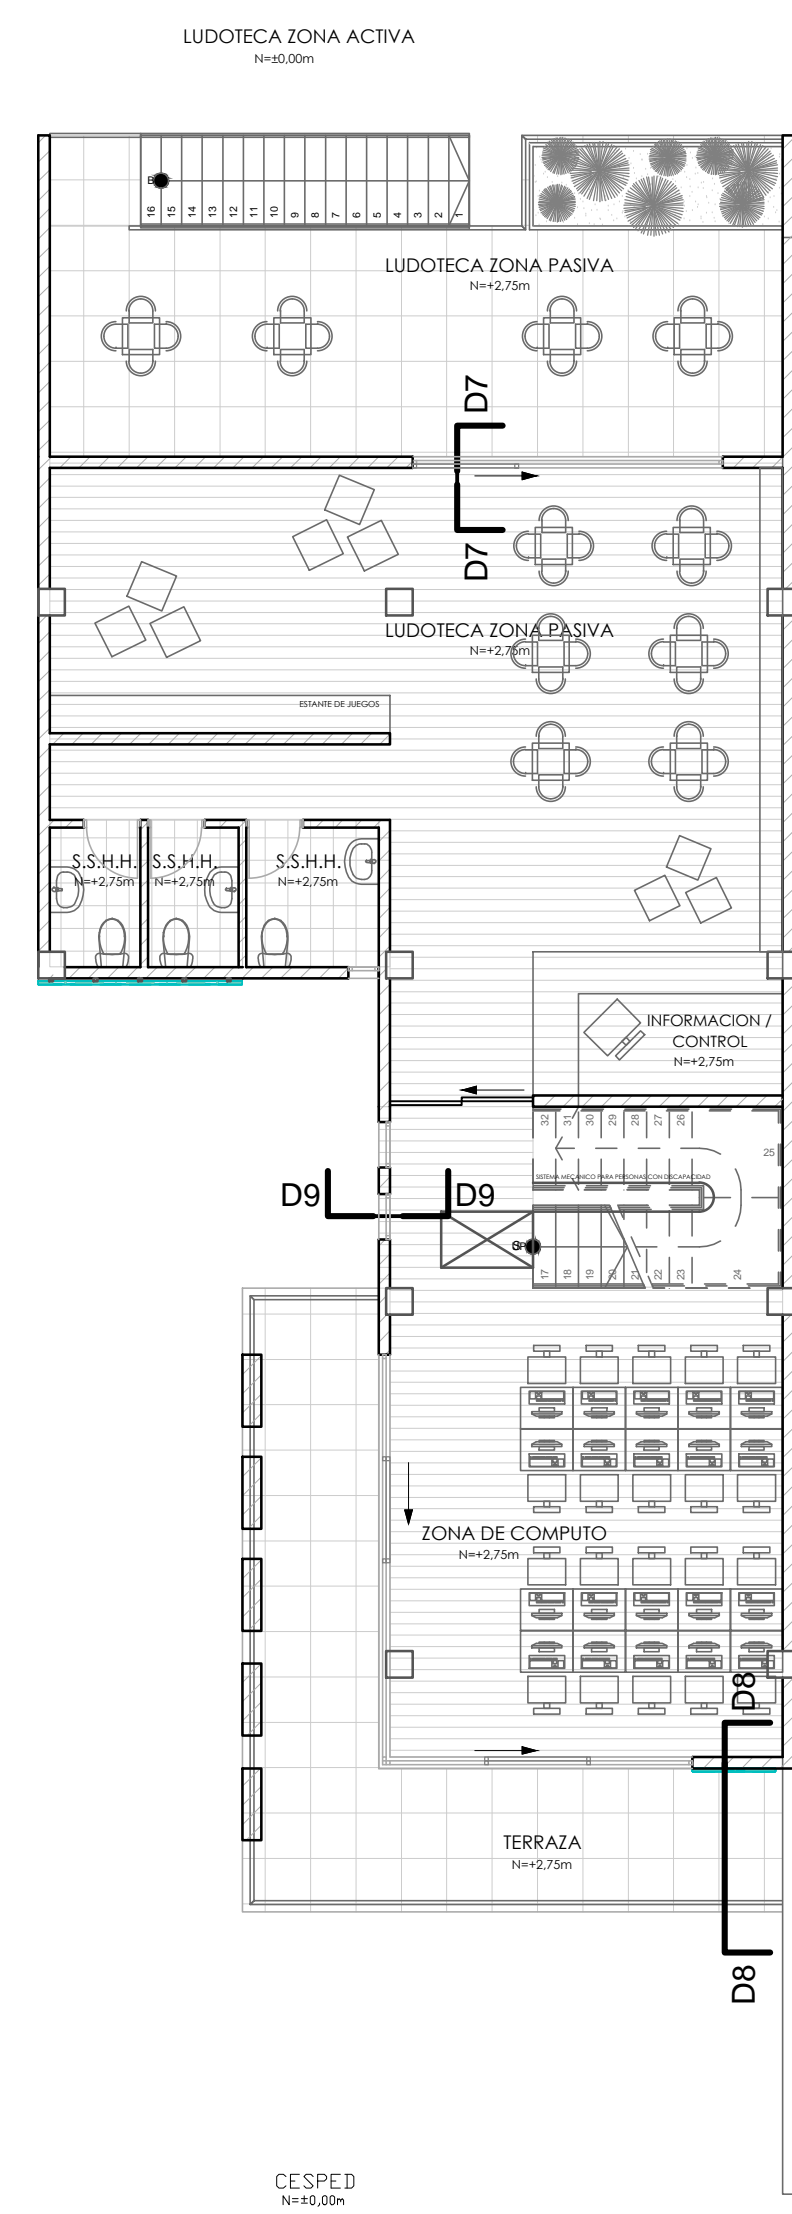 LUDOTECA ZONA ACTIVA
N=±0,00m
16 15 14 13 12 11 10 9 8 7 6 5 4 3 2 1
LUDOTECA ZONA PASIVA
N=+2,75m
D7
D7
LUDOTECA ZONA PASIVA
N=+2,75m
ESTANTE DE JUEGOS
S.S.H.H. S.S.H.H. S.S.H.H.
N=+2,75m N=+2,75m N=+2,75m
INFORMACION /
CONTROL
N=+2,75m
32 31 30 29 28 27 26
25
SISTEMA MECANICO PARA PERSONAS CON DISCAPACIDAD
D9 D9
17 18 19 20 21 22 23 24
ZONA DE COMPUTO
N=+2,75m
D8
TERRAZA
N=+2,75m
D8
CESPED
N=±0,00m